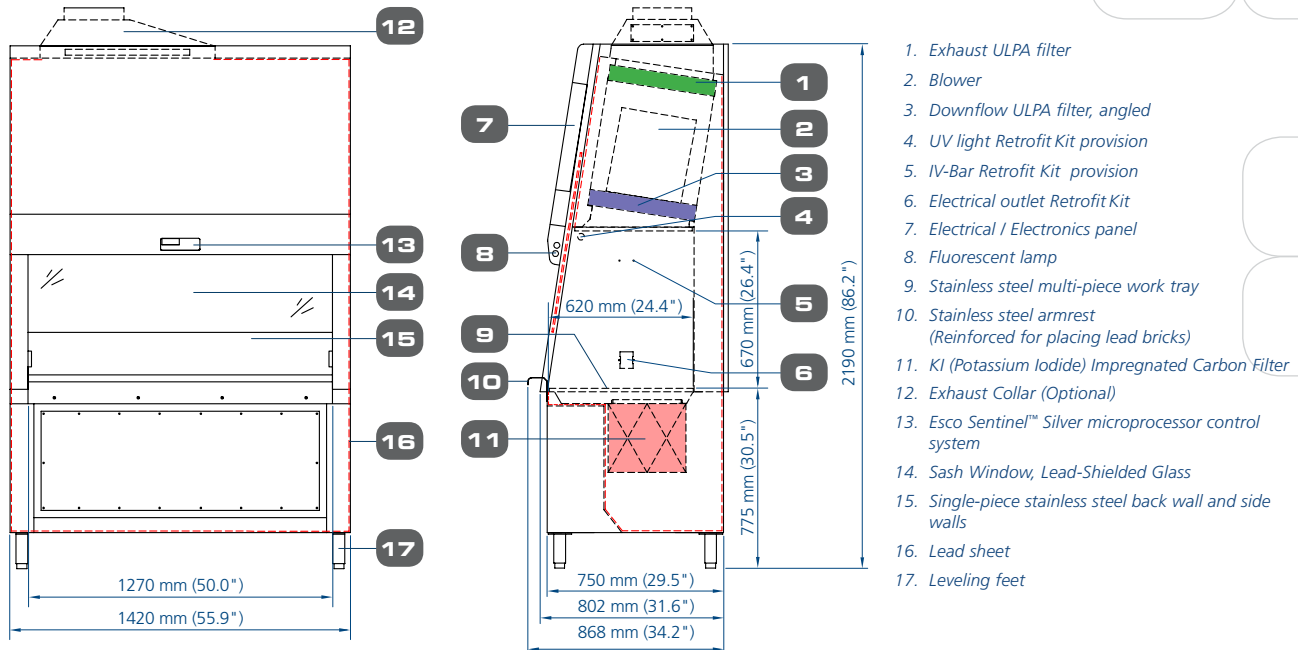 12
13
14
15
16
17
1270 mm (50.0")
1420 mm (55.9")
1
2
3
4
5
6
7
8
9
10
11
620 mm (24.4")
670 mm (26.4")
2190 mm (86.2")
775 mm (30.5")
750 mm (29.5")
802 mm (31.6")
868 mm (34.2")
1. Exhaust ULPA filter
2. Blower
3. Downflow ULPA filter, angled
4. UV light Retrofit Kit provision
5. IV-Bar Retrofit Kit provision
6. Electrical outlet Retrofit Kit
7. Electrical / Electronics panel
8. Fluorescent lamp
9. Stainless steel multi-piece work tray
10. Stainless steel armrest
(Reinforced for placing lead bricks)
11. KI (Potassium Iodide) Impregnated Carbon Filter
12. Exhaust Collar (Optional)
13. Esco Sentinel™ Silver microprocessor control
system
14. Sash Window, Lead-Shielded Glass
15. Single-piece stainless steel back wall and side
walls
16. Lead sheet
17. Leveling feet